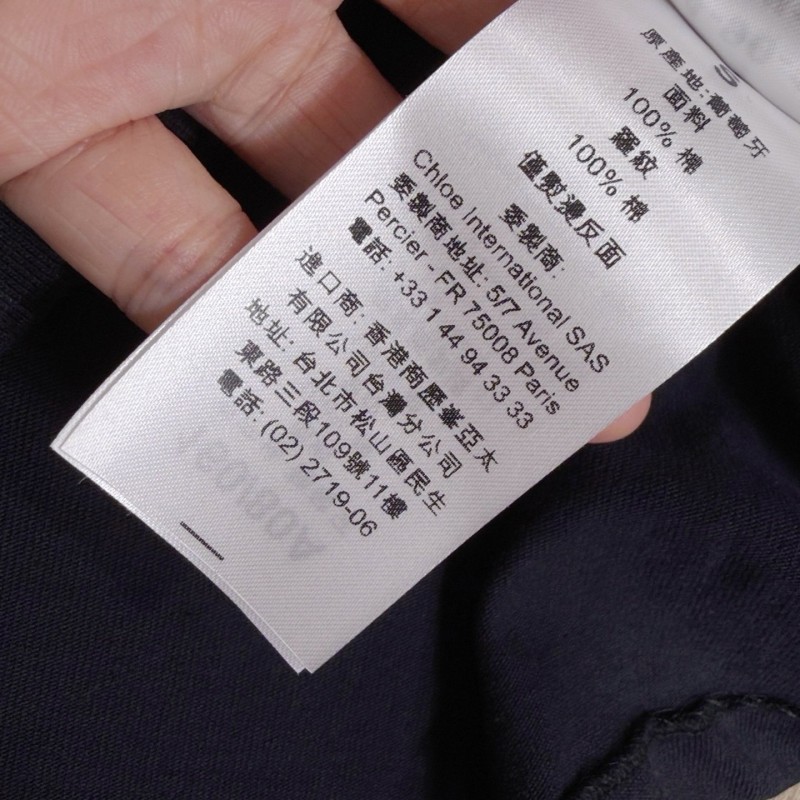 S
原產地:葡萄牙
面料
100% 棉
羅紋
100% 棉
僅熨燙反面
委製商:
Chloe International SAS
委製商地址: 5/7 Avenue
Percier - FR 75008 Paris
電話: +33 1 44 94 33 33
進口商: 香港商歷峯亞太
有限公司台灣分公司
地址: 台北市松山區民生
東路三段109號11樓
電話: (02) 2719-06